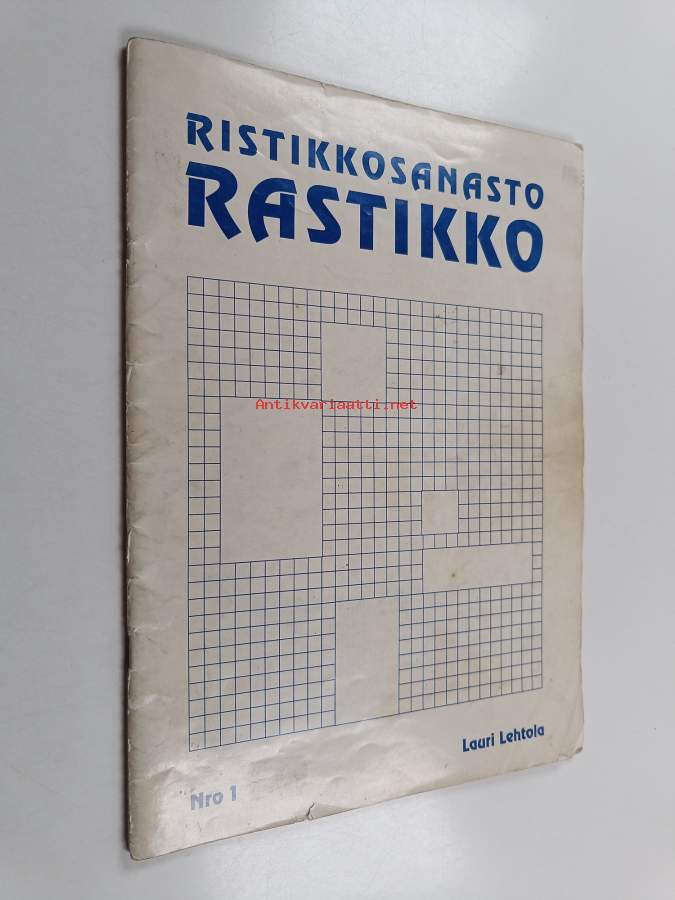 RISTIKKOSANASTO
RASTIKKO
Antikvariaatti.net
Lauri Lehtola
Nro 1